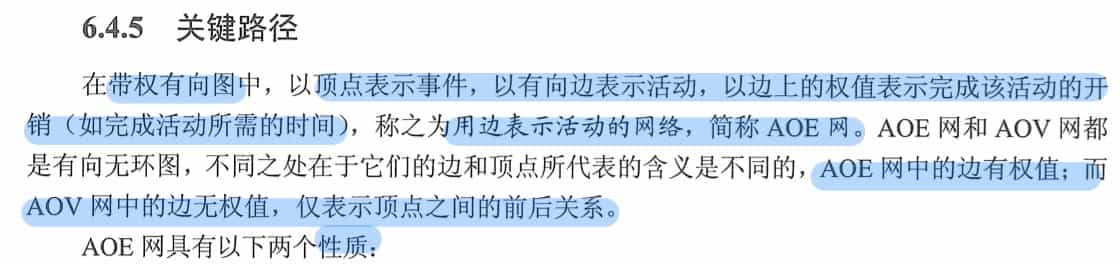 6.4.5 关键路径
在带权有向图中，以顶点表示事件，以有向边表示活动，以边上的权值表示完成该活动的开
销（如完成活动所需的时间），称之为用边表示活动的网络，简称 AOE 网。AOE 网和 AOV 网都
是有向无环图，不同之处在于它们的边和顶点所代表的含义是不同的，AOE 网中的边有权值；而
AOV 网中的边无权值，仅表示顶点之间的前后关系。
AOE 网具有以下两个性质：